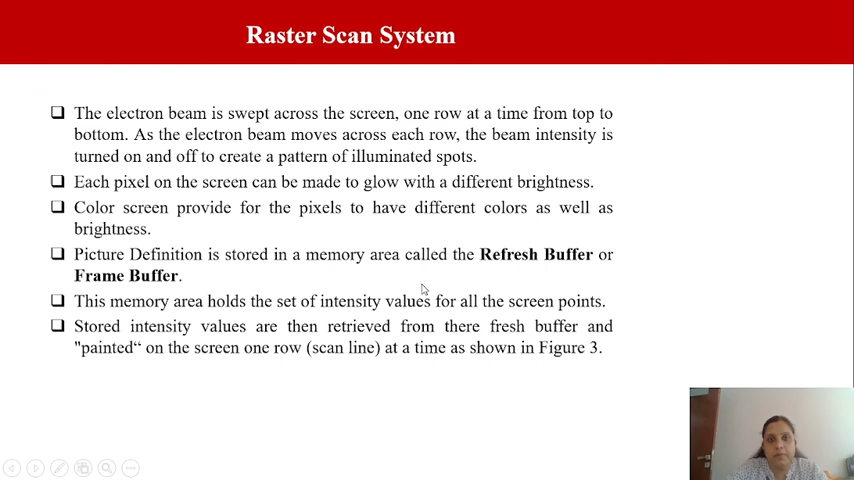 Raster Scan System
❑ The electron beam is swept across the screen, one row at a time from top to
bottom. As the electron beam moves across each row, the beam intensity is
turned on and off to create a pattern of illuminated spots.
❑ Each pixel on the screen can be made to glow with a different brightness.
❑ Color screen provide for the pixels to have different colors as well as
brightness.
❑ Picture Definition is stored in a memory area called the Refresh Buffer or
Frame Buffer.
❑ This memory area holds the set of intensity values for all the screen points.
❑ Stored intensity values are then retrieved from there fresh buffer and
"painted“ on the screen one row (scan line) at a time as shown in Figure 3.